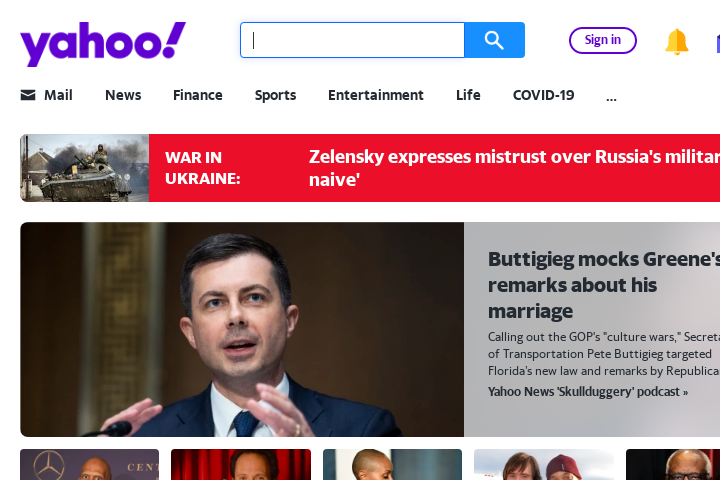 yahoo!
Sign in
Mail
News
Finance
Sports
Entertainment
Life
COVID-19
...
WAR IN
UKRAINE:
Zelensky expresses mistrust over Russia's militar
naive'
Buttigieg mocks Greene's
remarks about his
marriage
Calling out the GOP's "culture wars," Secreta
of Transportation Pete Buttigieg targeted
Florida's new law and remarks by Republica
Yahoo News 'Skullduggery' podcast »
CENT